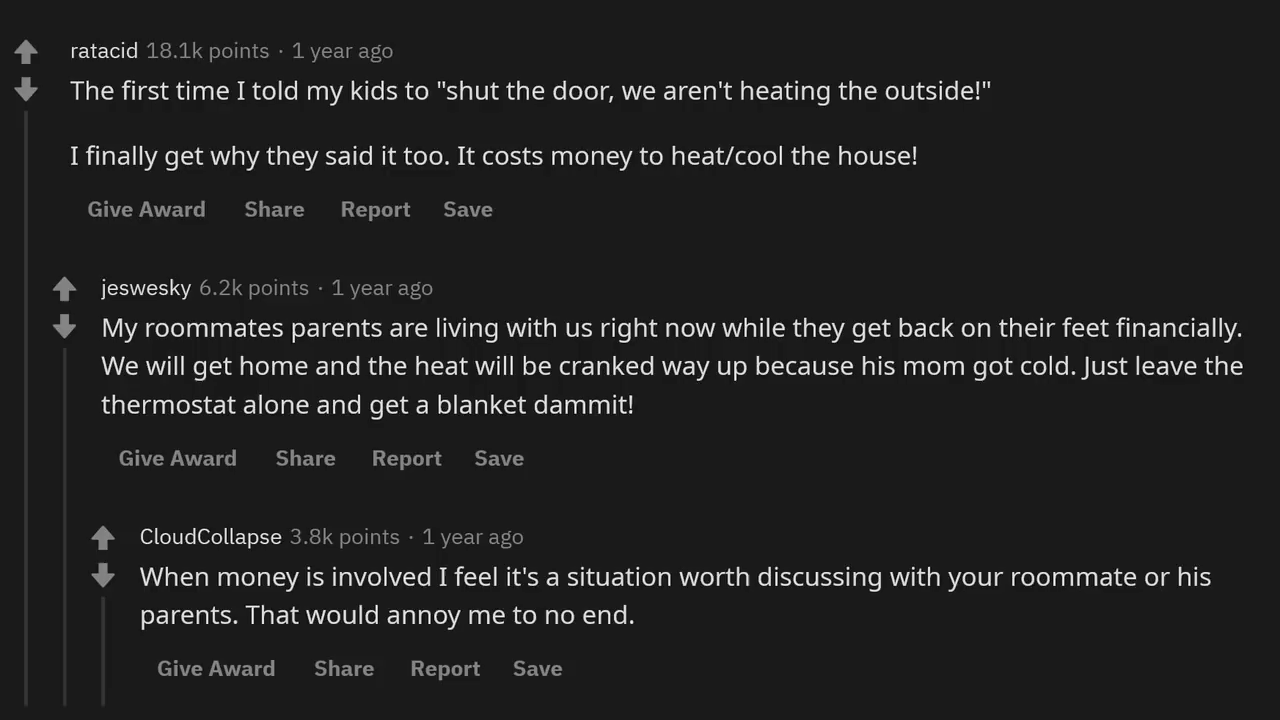 ratacid 18.1k points · 1 year ago
The first time I told my kids to "shut the door, we aren't heating the outside!"
I finally get why they said it too. It costs money to heat/cool the house!
Give Award Share Report Save
jeswesky 6.2k points · 1 year ago
My roommates parents are living with us right now while they get back on their feet financially.
We will get home and the heat will be cranked way up because his mom got cold. Just leave the
thermostat alone and get a blanket dammit!
Give Award Share Report Save
CloudCollapse 3.8k points · 1 year ago
When money is involved I feel it's a situation worth discussing with your roommate or his
parents. That would annoy me to no end.
Give Award Share Report Save